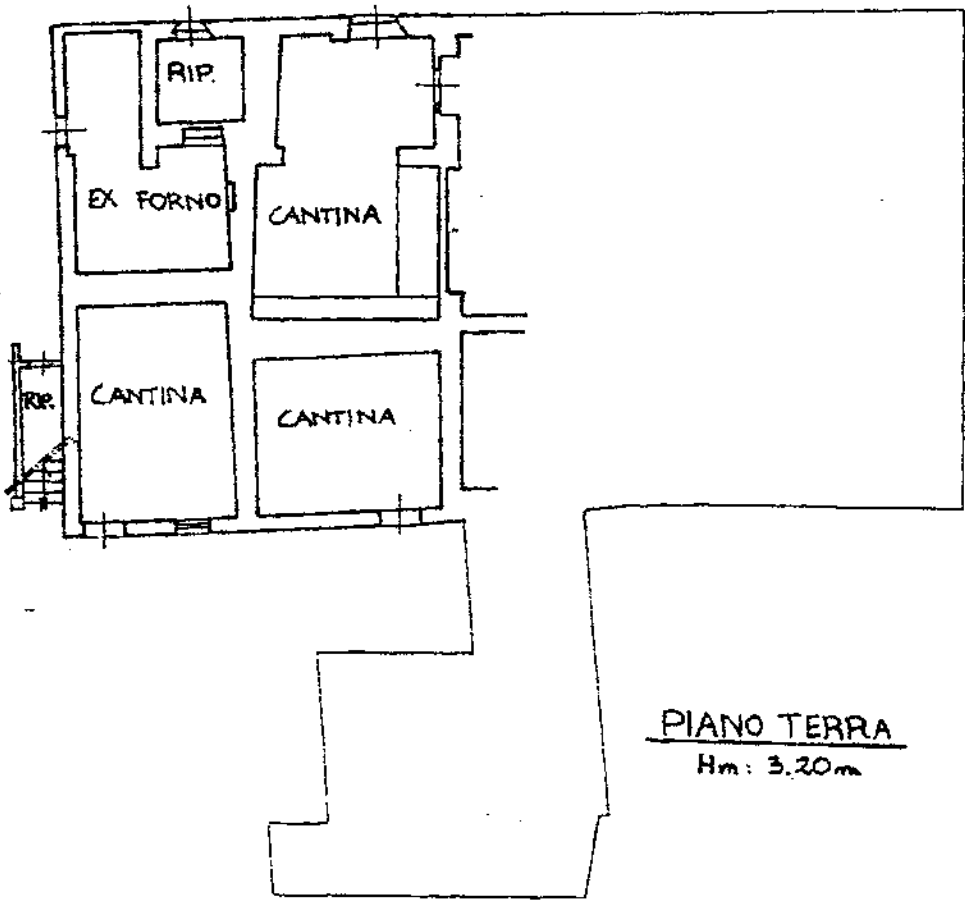 RIP.
EX FORNO
CANTINA
RIP.
CANTINA
CANTINA
PIANO TERRA
Hm: 3.20m